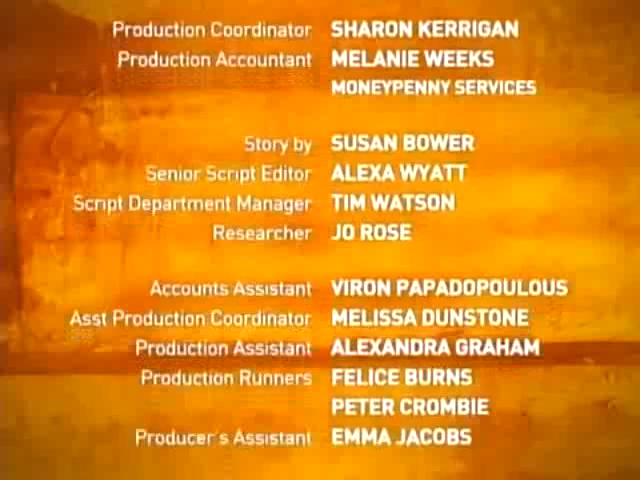 Production Coordinator SHARON KERRIGAN
Production Accountant MELANIE WEEKS
MONEYPENNY SERVICES
Story by SUSAN BOWER
Senior Script Editor ALEXA WYATT
Script Department Manager TIM WATSON
Researcher JO ROSE
Accounts Assistant VIRON PAPADOPOULOUS
Asst Production Coordinator MELISSA DUNSTONE
Production Assistant ALEXANDRA GRAHAM
Production Runners FELICE BURNS
PETER CROMBIE
Producer's Assistant EMMA JACOBS